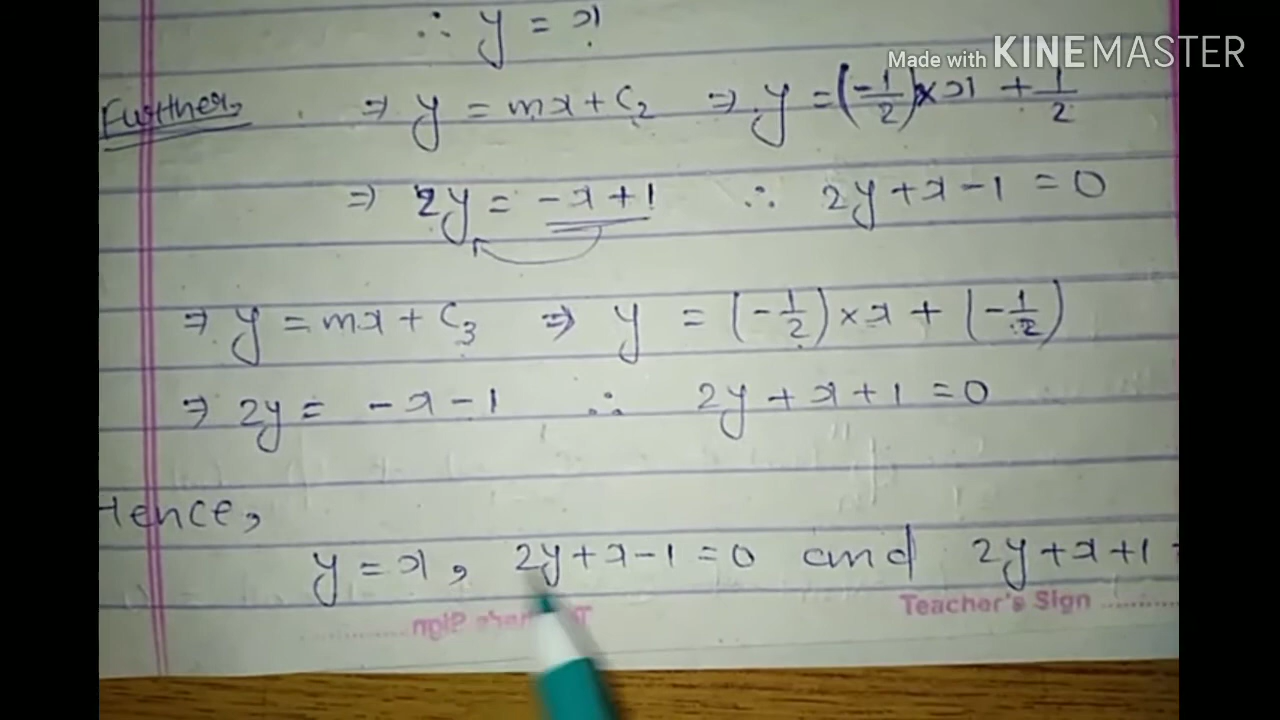 ∴ y = x
Made with KINEMASTER
Further, ⇒ y = mx + C₂ ⇒ y = (-1/2) × x + 1/2
⇒ 2y = -x + 1 ∴ 2y + x - 1 = 0
⇒ y = mx + C₃ ⇒ y = (-1/2) × x + (-1/2)
⇒ 2y = -x - 1 ∴ 2y + x + 1 = 0
Hence,
y = x, 2y + x - 1 = 0 and 2y + x + 1 =
Teacher's Sign ..........